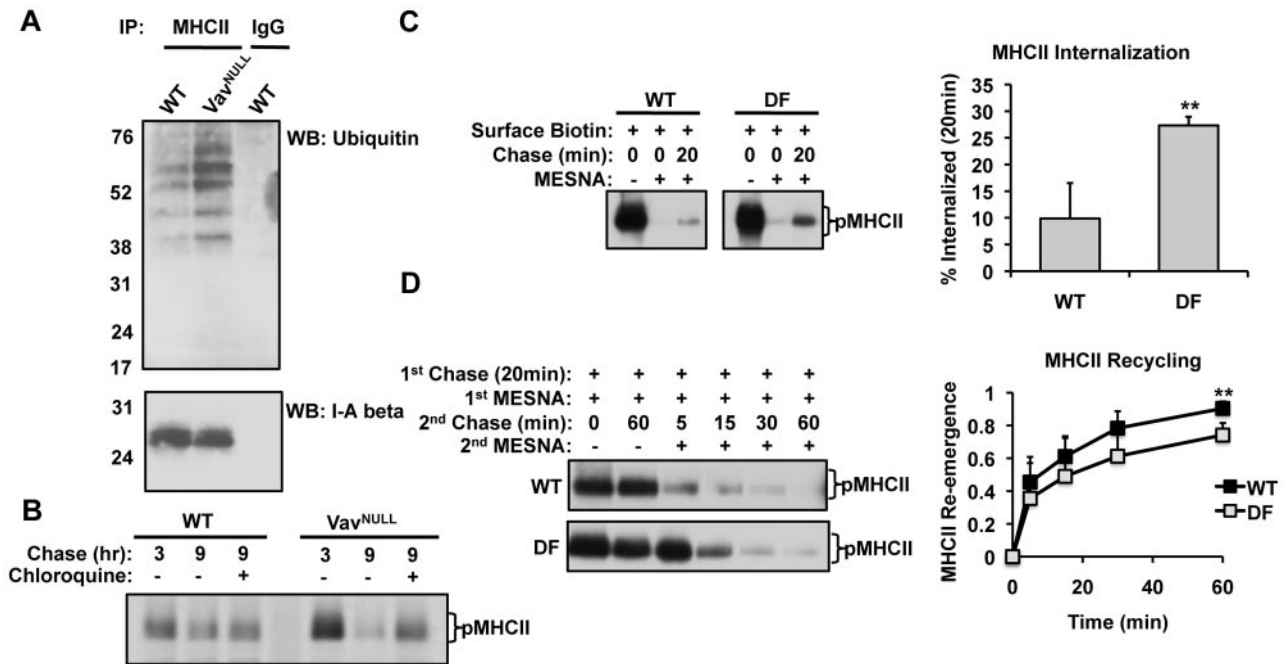 A
IP: MHCII IgG
WT Vav^NULL WT
WB: Ubiquitin
76
52
38
31
24
17
WB: I-A beta
31
24
B
WT Vav^NULL
Chase (hr): 3 9 9 3 9 9
Chloroquine: - - + - - +
pMHCII
C
WT DF
Surface Biotin: + + + + + +
Chase (min): 0 0 20 0 0 20
MESNA: - + + - + +
pMHCII
MHCII Internalization
% Internalized (20min)
35
30
25
20
15
10
5
0
**
WT DF
D
1st Chase (20min): + + + + + +
1st MESNA: + + + + + +
2nd Chase (min): 0 60 5 15 30 60
2nd MESNA: - - + + + +
WT pMHCII
DF pMHCII
MHCII Recycling
MHCII Re-emergence
1
0.8
0.6
0.4
0.2
0
**
WT
DF
0 20 40 60
Time (min)